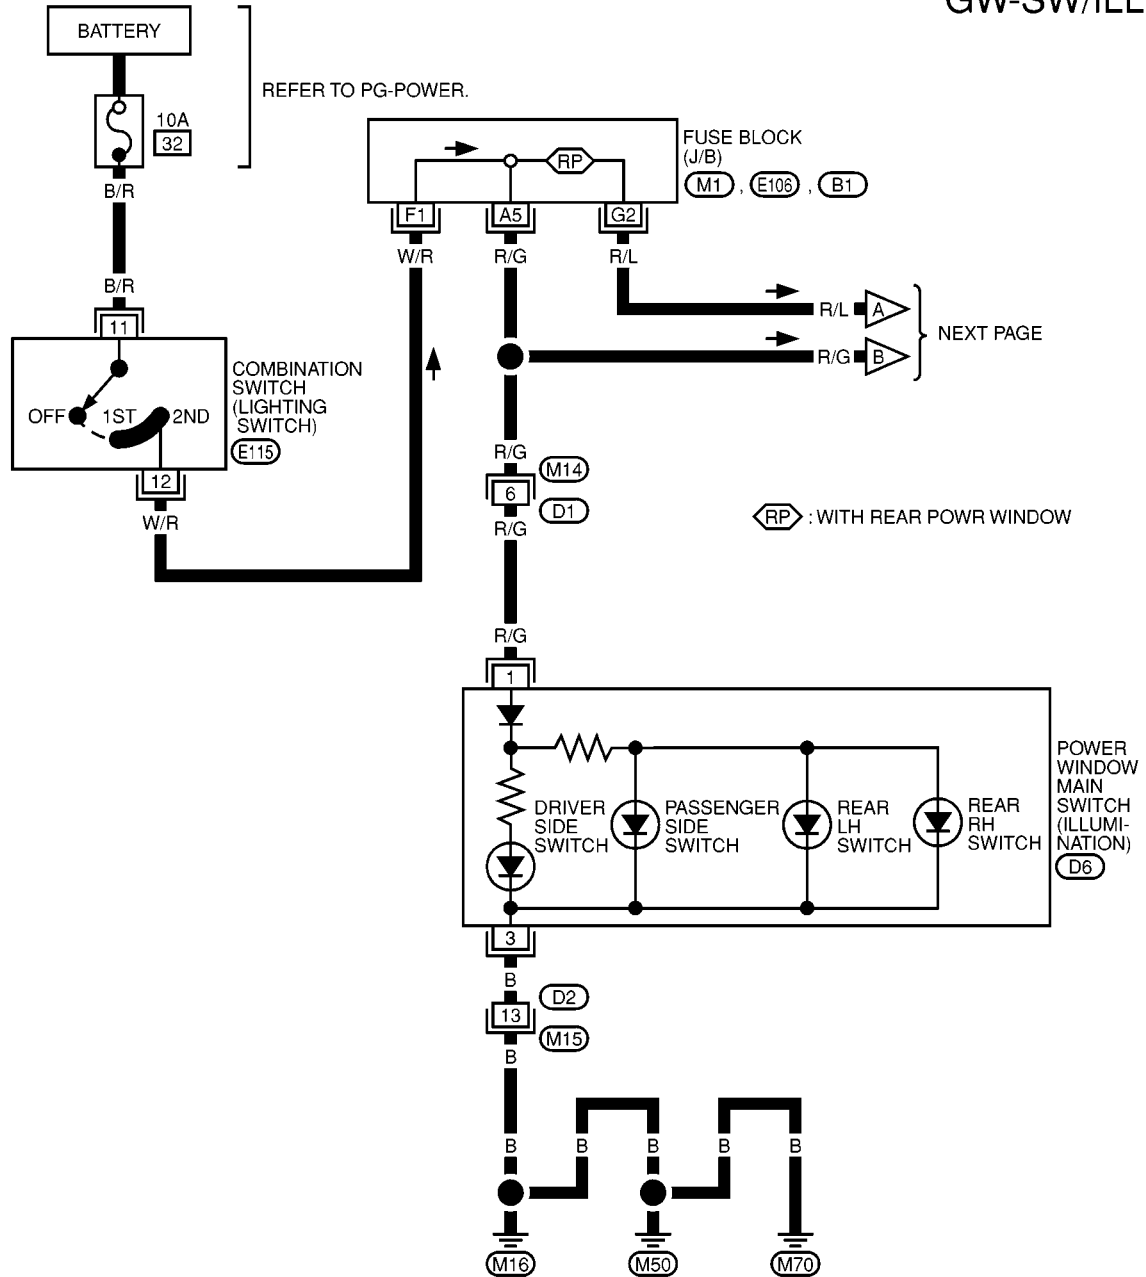 GW-SW/ILL
BATTERY
REFER TO PG-POWER.
10A
32
B/R
B/R
11
COMBINATION
SWITCH
(LIGHTING
SWITCH)
E115
OFF
1ST
2ND
12
W/R
FUSE BLOCK
(J/B)
M1 , E106 , B1
RP
F1
A5
G2
W/R
R/G
R/L
R/L
A
R/G
B
NEXT PAGE
R/G
M14
6
D1
R/G
RP : WITH REAR POWR WINDOW
R/G
1
DRIVER
SIDE
SWITCH
PASSENGER
SIDE
SWITCH
REAR
LH
SWITCH
REAR
RH
SWITCH
POWER
WINDOW
MAIN
SWITCH
(ILLUMI-
NATION)
D6
3
B
D2
13
M15
B
B
B
B
B
B
M16
M50
M70